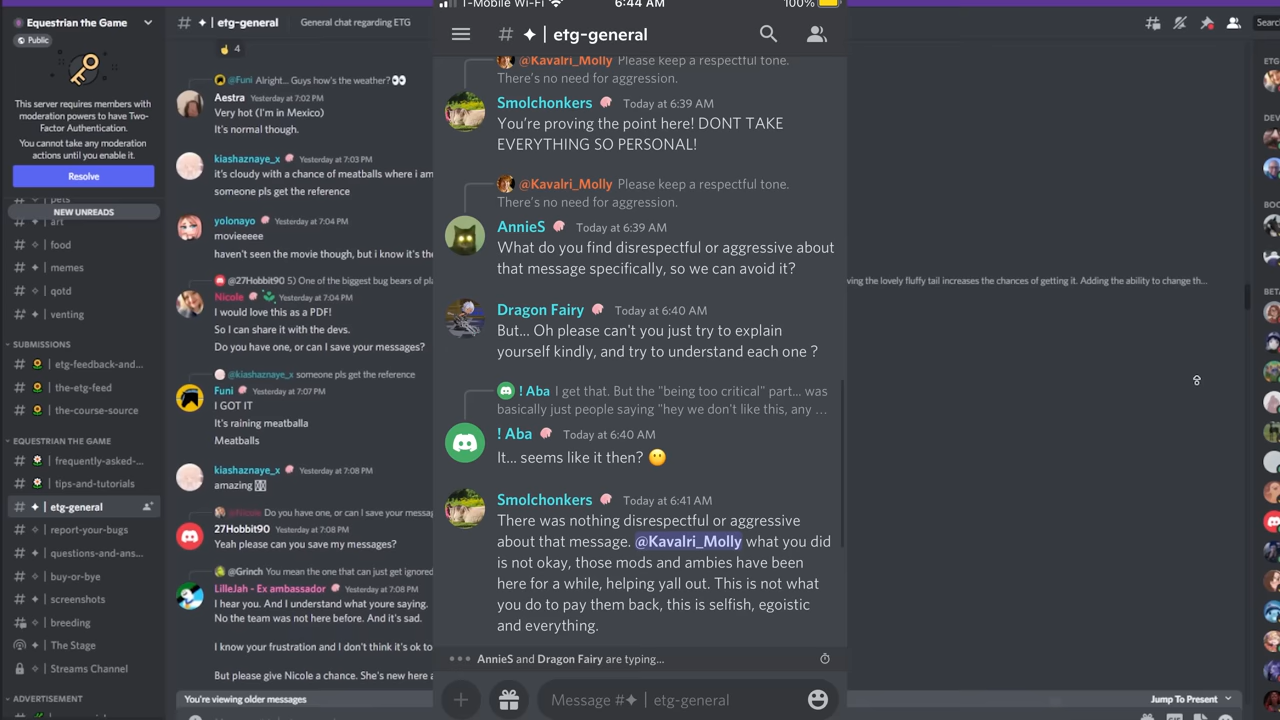 Equestrian the Game
Public
This server requires members with
moderation powers to have Two-
Factor Authentication.
You cannot take any moderation
actions until you enable it.
Resolve
# ✧ | pets
NEW UNREADS
# ✧ | art
# ✧ | food
# ✦ | memes
# ✧ | qotd
# ✦ | venting
SUBMISSIONS
# 🌻 | etg-feedback-and-...
# 🌻 | the-etg-feed
# 🌻 | the-course-source
EQUESTRIAN THE GAME
# 🌻 | frequently-asked-...
# 🌻 | tips-and-tutorials
# ✦ | etg-general
# ✦ | report-your-bugs
# ✦ | questions-and-ans...
# ✧ | buy-or-bye
# ✧ | screenshots
# ✦ | breeding
✦ | The Stage
✧ | Streams Channel
ADVERTISEMENT
# ✦ | etg-general General chat regarding ETG
👍 4
@Funi Alright... Guys how's the weather? 👀
Aestra Yesterday at 7:02 PM
Very hot (I'm in Mexico)
It's normal though.
kiashaznaye_x Yesterday at 7:03 PM
it's cloudy with a chance of meatballs where i am
someone pls get the reference
yolonayo Yesterday at 7:04 PM
movieeeee
haven't seen the movie though, but i know it's the
@27Hobbit90 5) One of the biggest bug bears of pla
Nicole Yesterday at 7:04 PM
I would love this as a PDF!
So I can share it with the devs.
Do you have one, or can I save your messages?
@kiashaznaye_x someone pls get the reference
Funi Yesterday at 7:07 PM
I GOT IT
It's raining meatballa
Meatballs
kiashaznaye_x Yesterday at 7:08 PM
amazing
@Nicole Do you have one, or can I save your messag
27Hobbit90 Yesterday at 7:08 PM
Yeah please can you save my messages?
@Grinch You mean the one that can just get ignored
LilleJah - Ex ambassador Yesterday at 7:08 PM
I hear you. And I understand what youre saying.
No the team was not here before. And it's sad.
I know your frustration and I don't think it's ok to
But please give Nicole a chance. She's new here a
You're viewing older messages
T-Mobile Wi-Fi 6:44 AM 100%
# ✦ | etg-general
@Kavalri_Molly Please keep a respectful tone.
There's no need for aggression.
Smolchonkers Today at 6:39 AM
You're proving the point here! DONT TAKE
EVERYTHING SO PERSONAL!
@Kavalri_Molly Please keep a respectful tone.
There's no need for aggression.
AnnieS Today at 6:39 AM
What do you find disrespectful or aggressive about
that message specifically, so we can avoid it?
Dragon Fairy Today at 6:40 AM
But... Oh please can't you just try to explain
yourself kindly, and try to understand each one ?
! Aba I get that. But the "being too critical" part... was
basically just people saying "hey we don't like this, any ...
! Aba Today at 6:40 AM
It... seems like it then? 😶
Smolchonkers Today at 6:41 AM
There was nothing disrespectful or aggressive
about that message. @Kavalri_Molly what you did
is not okay, those mods and ambies have been
here for a while, helping yall out. This is not what
you do to pay them back, this is selfish, egoistic
and everything.
AnnieS and Dragon Fairy are typing...
Message #✦ | etg-general
Searc
ving the lovely fluffy tail increases the chances of getting it. Adding the ability to change th...
Jump To Present
ETG
DEV
BOO
BETA